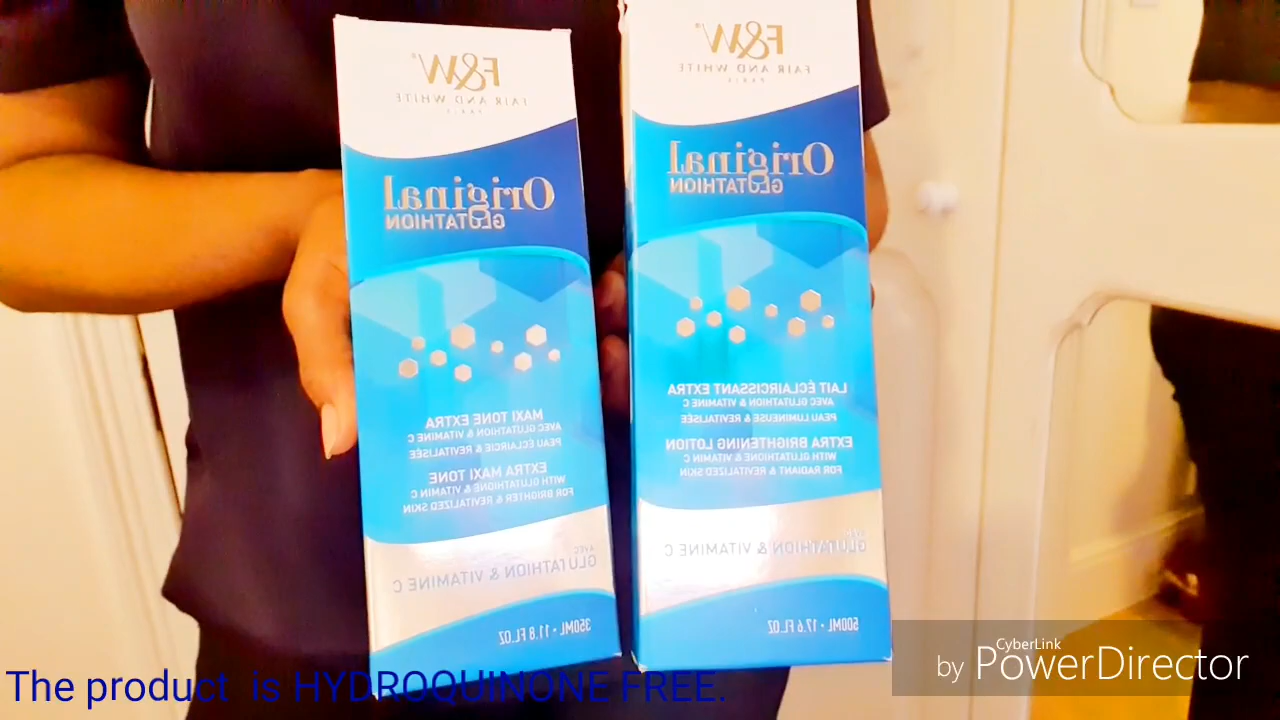 F&W®
FAIR AND WHITE
PARIS
Original
GLUTATHION
MAXI TONE EXTRA
AVEC GLUTATHION & VITAMINE C
PEAU ÉCLAIRCIE & REVITALISÉE
EXTRA MAXI TONE
WITH GLUTATHIONE & VITAMIN C
FOR BRIGHTER & REVITALIZED SKIN
AVEC
GLUTATHION & VITAMINE C
350ML • 11.8 FL.OZ
F&W®
FAIR AND WHITE
PARIS
Original
GLUTATHION
LAIT ÉCLAIRCISSANT EXTRA
AVEC GLUTATHION & VITAMINE C
PEAU LUMINEUSE & REVITALISÉE
EXTRA BRIGHTENING LOTION
WITH GLUTATHIONE & VITAMIN C
FOR RADIANT & REVITALIZED SKIN
AVEC
GLUTATHION & VITAMINE C
500ML • 17.6 FL.OZ
The product is HYDROQUINONE FREE.
by CyberLink PowerDirector